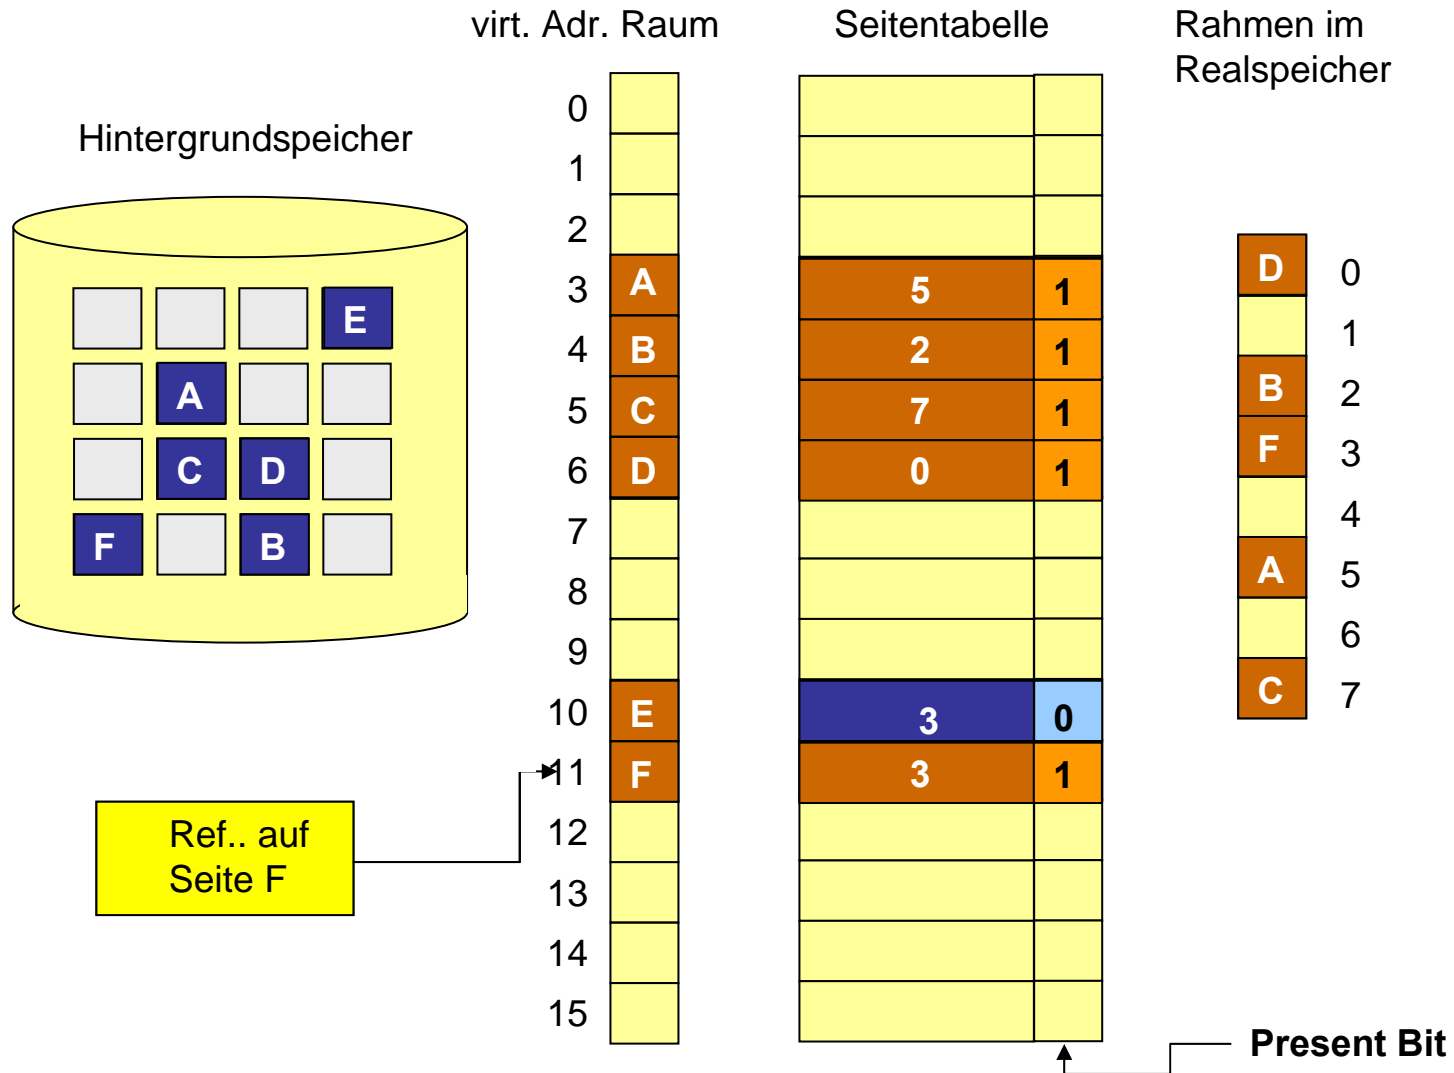 virt. Adr. Raum
Seitentabelle
Rahmen im
Realspeicher
Hintergrundspeicher
E
A
C D
F B
0
1
2
3 A 5 1
4 B 2 1
5 C 7 1
6 D 0 1
7
8
9
10 E 3 0
11 F 3 1
12
13
14
15
D 0
1
B 2
F 3
4
A 5
6
C 7
Ref.. auf
Seite F
Present Bit